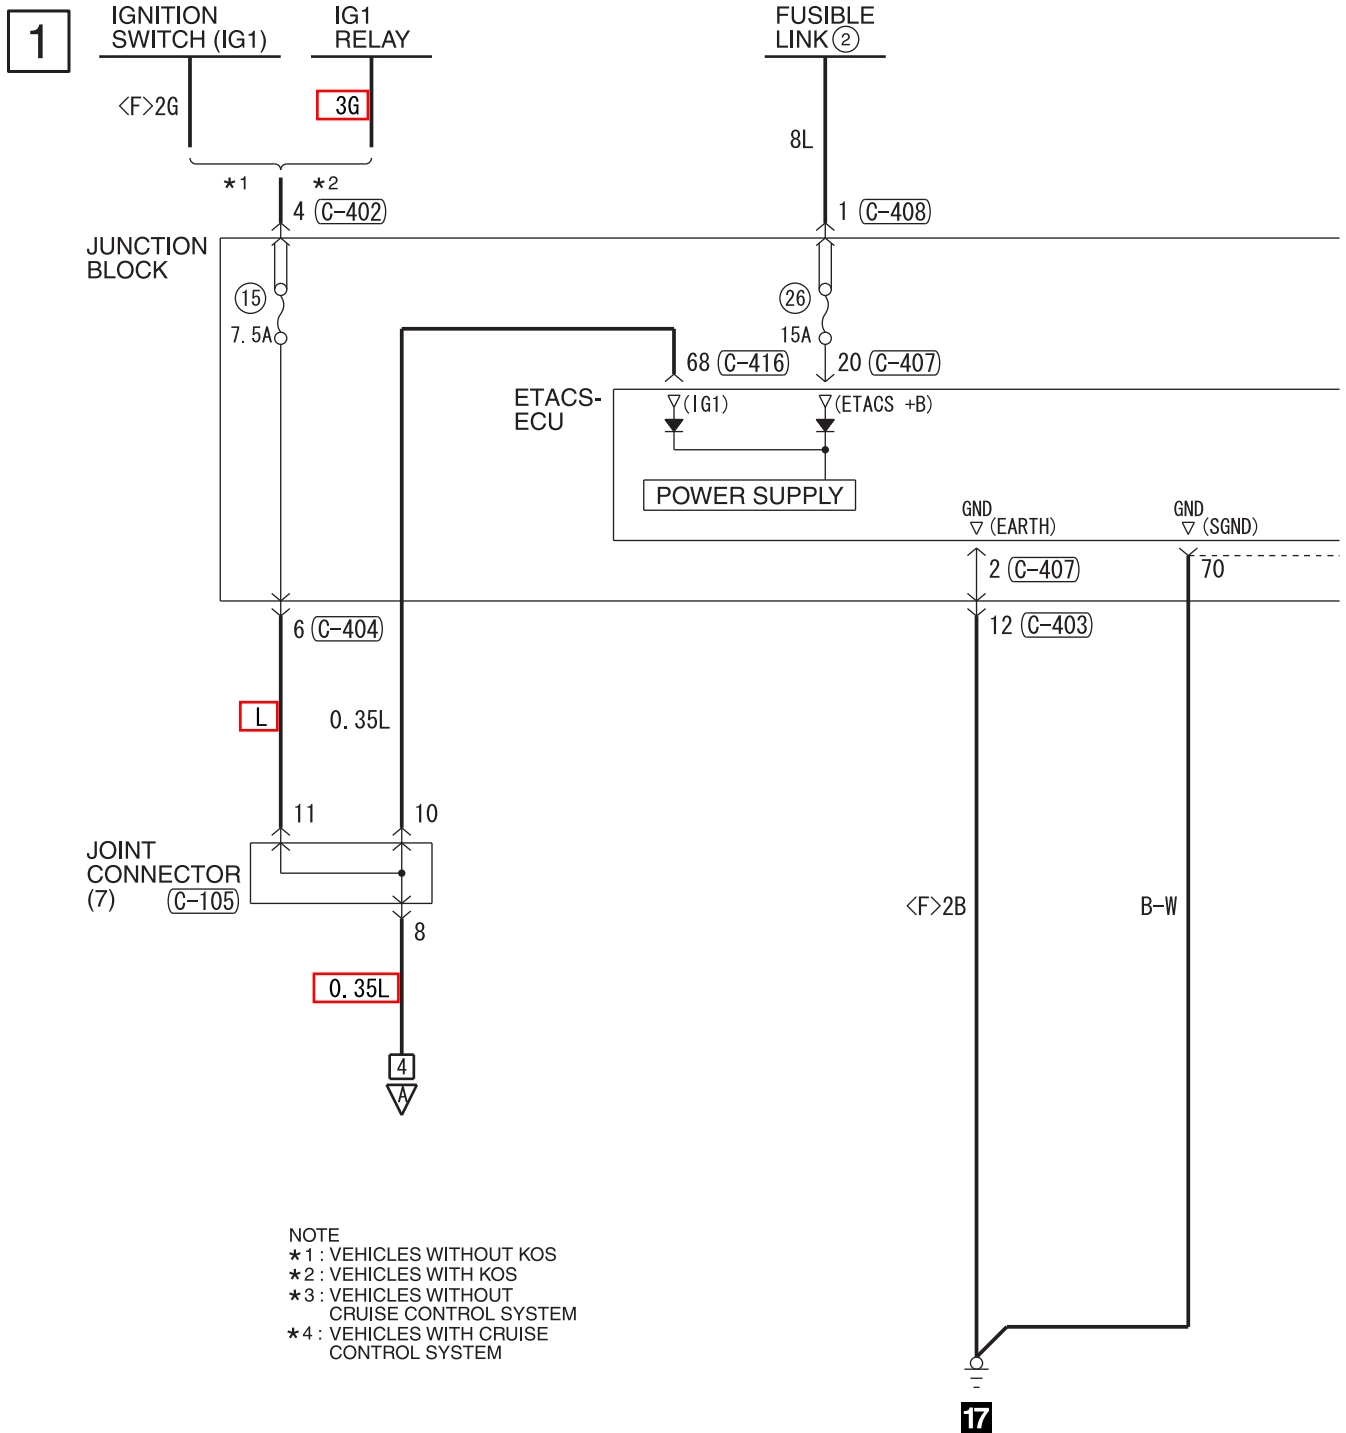 1
IGNITION
SWITCH (IG1)
IG1
RELAY
FUSIBLE
LINK 2
<F>2G
3G
8L
*1
*2
4 C-402
1 C-408
JUNCTION
BLOCK
15
7.5A
26
15A
68 C-416
20 C-407
ETACS-
ECU
(IG1)
(ETACS +B)
POWER SUPPLY
GND
(EARTH)
GND
(SGND)
2 C-407
70
6 C-404
12 C-403
L
0.35L
11
10
JOINT
CONNECTOR
(7) C-105
8
<F>2B
B-W
0.35L
4
A
NOTE
*1 : VEHICLES WITHOUT KOS
*2 : VEHICLES WITH KOS
*3 : VEHICLES WITHOUT
CRUISE CONTROL SYSTEM
*4 : VEHICLES WITH CRUISE
CONTROL SYSTEM
17